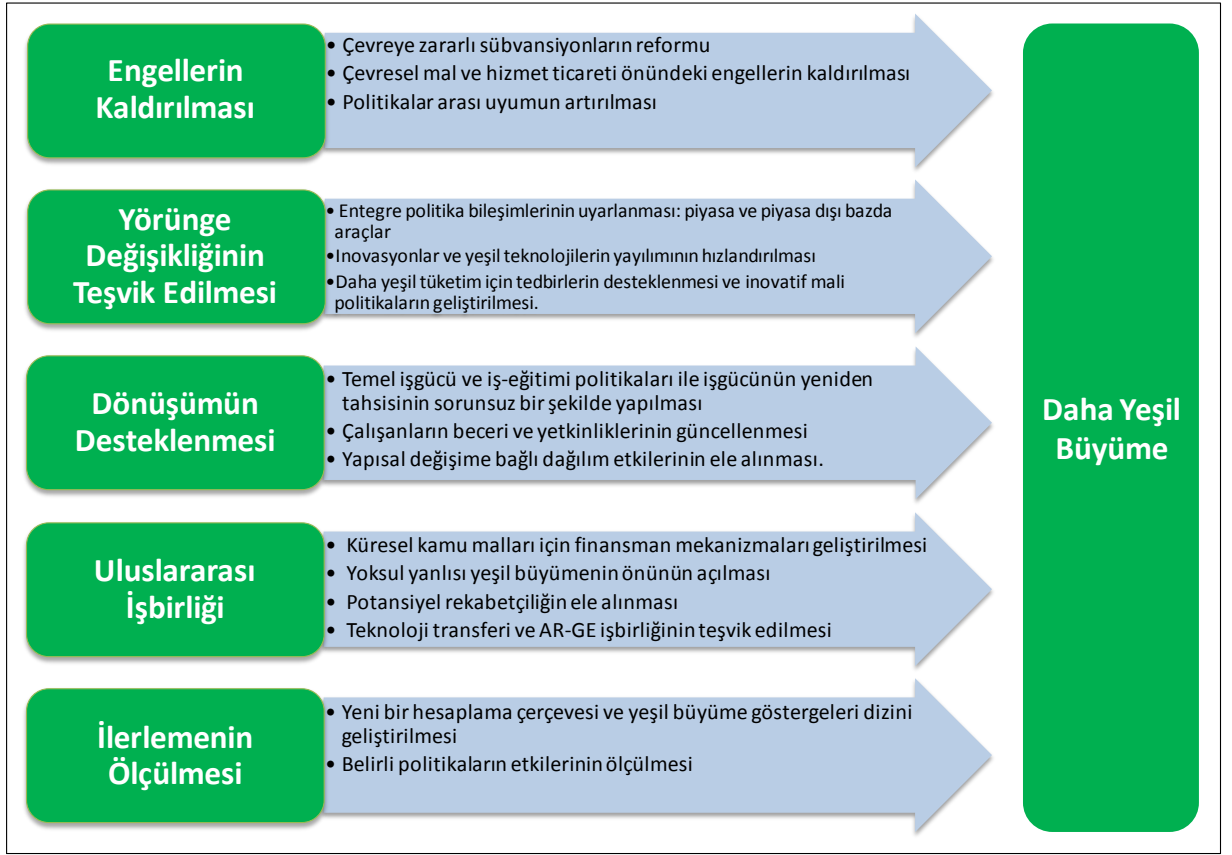 Engellerin
Kaldırılması
• Çevreye zararlı sübvansiyonların reformu
• Çevresel mal ve hizmet ticareti önündeki engellerin kaldırılması
• Politikalar arası uyumun artırılması
Yörünge
Değişikliğinin
Teşvik Edilmesi
• Entegre politika bileşimlerinin uyarlanması: piyasa ve piyasa dışı bazda
araçlar
•İnovasyonlar ve yeşil teknolojilerin yayılımının hızlandırılması
•Daha yeşil tüketim için tedbirlerin desteklenmesi ve inovatif mali
politikaların geliştirilmesi.
Dönüşümün
Desteklenmesi
• Temel işgücü ve iş-eğitimi politikaları ile işgücünün yeniden
tahsisinin sorunsuz bir şekilde yapılması
• Çalışanların beceri ve yetkinliklerinin güncellenmesi
• Yapısal değişime bağlı dağılım etkilerinin ele alınması.
Uluslararası
İşbirliği
• Küresel kamu malları için finansman mekanizmaları geliştirilmesi
• Yoksul yanlısı yeşil büyümenin önünün açılması
• Potansiyel rekabetçiliğin ele alınması
• Teknoloji transferi ve AR-GE işbirliğinin teşvik edilmesi
İlerlemenin
Ölçülmesi
• Yeni bir hesaplama çerçevesi ve yeşil büyüme göstergeleri dizini
geliştirilmesi
• Belirli politikaların etkilerinin ölçülmesi
Daha Yeşil
Büyüme